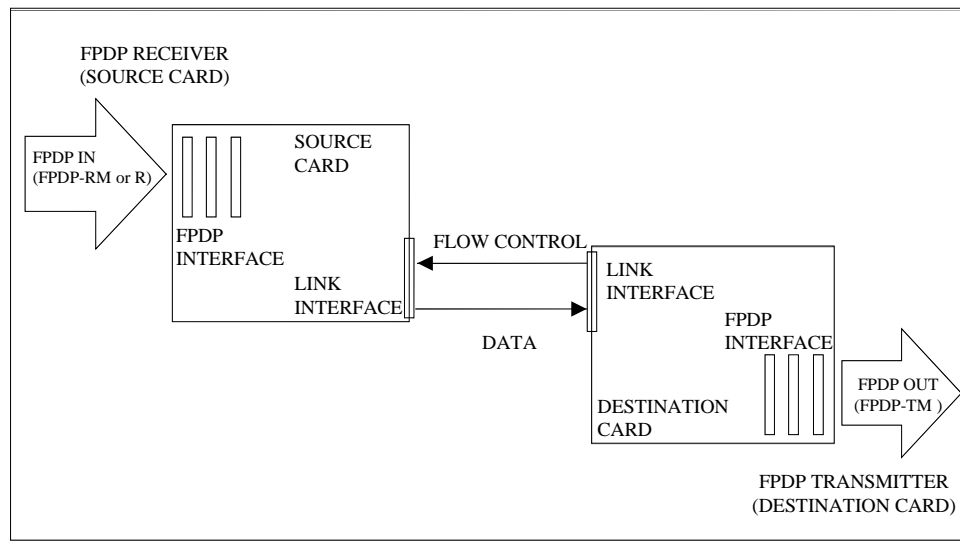 FPDP RECEIVER
(SOURCE CARD)
FPDP IN
(FPDP-RM or R)
SOURCE
CARD
FPDP
INTERFACE
LINK
INTERFACE
FLOW CONTROL
DATA
LINK
INTERFACE
FPDP
INTERFACE
DESTINATION
CARD
FPDP OUT
(FPDP-TM )
FPDP TRANSMITTER
(DESTINATION CARD)